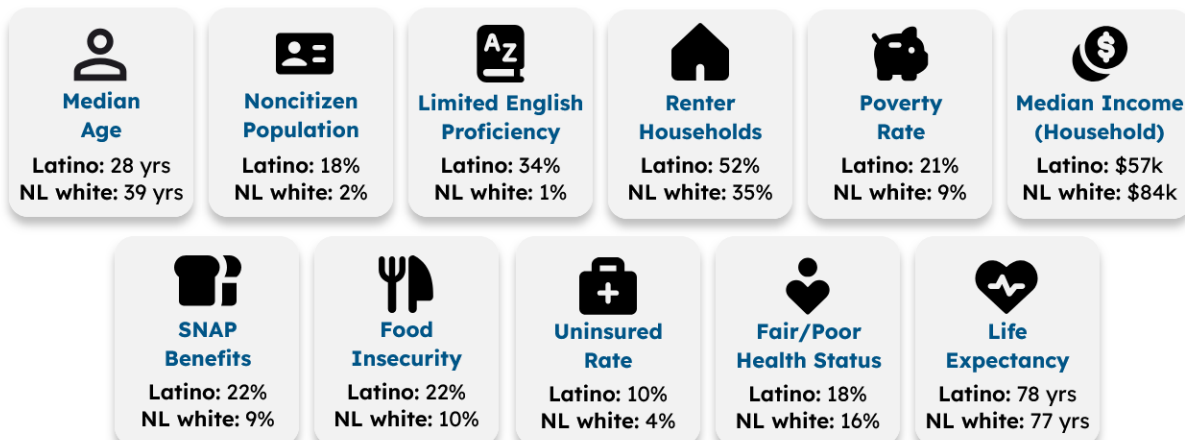 AZ
Median
Age
Latino: 28 yrs
NL white: 39 yrs
Noncitizen
Population
Latino: 18%
NL white: 2%
Limited English
Proficiency
Latino: 34%
NL white: 1%
Renter
Households
Latino: 52%
NL white: 35%
Poverty
Rate
Latino: 21%
NL white: 9%
$
Median Income
(Household)
Latino: $57k
NL white: $84k
SNAP
Benefits
Latino: 22%
NL white: 9%
Food
Insecurity
Latino: 22%
NL white: 10%
Uninsured
Rate
Latino: 10%
NL white: 4%
Fair/Poor
Health Status
Latino: 18%
NL white: 16%
Life
Expectancy
Latino: 78 yrs
NL white: 77 yrs